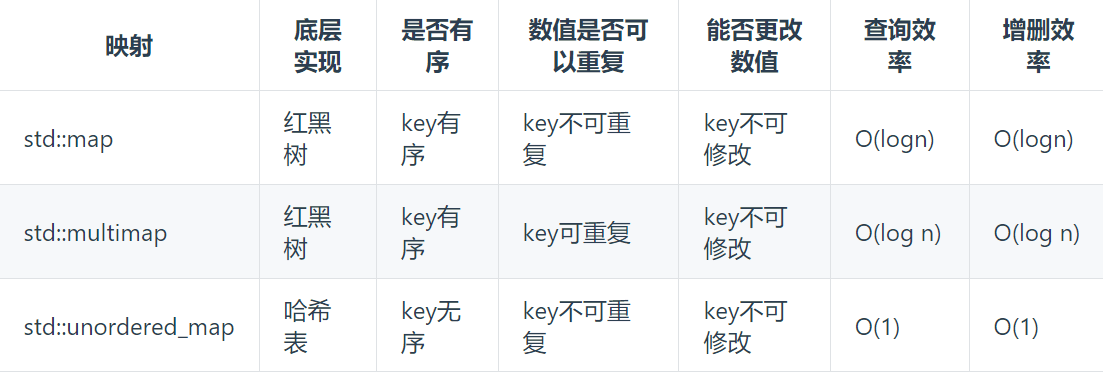 映射
底层
实现
是否有
序
数值是否可
以重复
能否更改
数值
查询效
率
增删效
率
std::map
红黑
树
key有
序
key不可重
复
key不可
修改
O(logn)
O(logn)
std::multimap
红黑
树
key有
序
key可重复
key不可
修改
O(log n)
O(log n)
std::unordered_map
哈希
表
key无
序
key不可重
复
key不可
修改
O(1)
O(1)